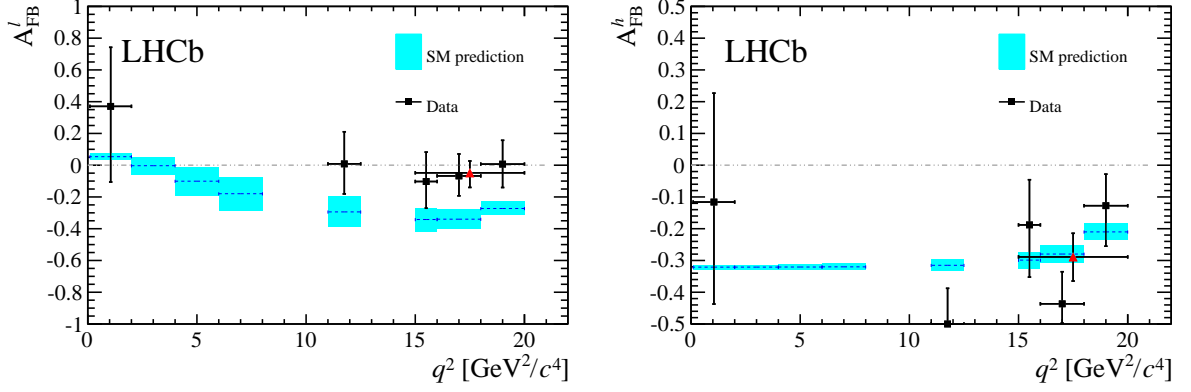 A^l_FB
1
0.8
0.6
0.4
0.2
0
-0.2
-0.4
-0.6
-0.8
-1
LHCb
SM prediction
Data
0 5 10 15 20
q² [GeV²/c⁴]
A^h_FB
0.5
0.4
0.3
0.2
0.1
0
-0.1
-0.2
-0.3
-0.4
-0.5
LHCb
SM prediction
Data
0 5 10 15 20
q² [GeV²/c⁴]